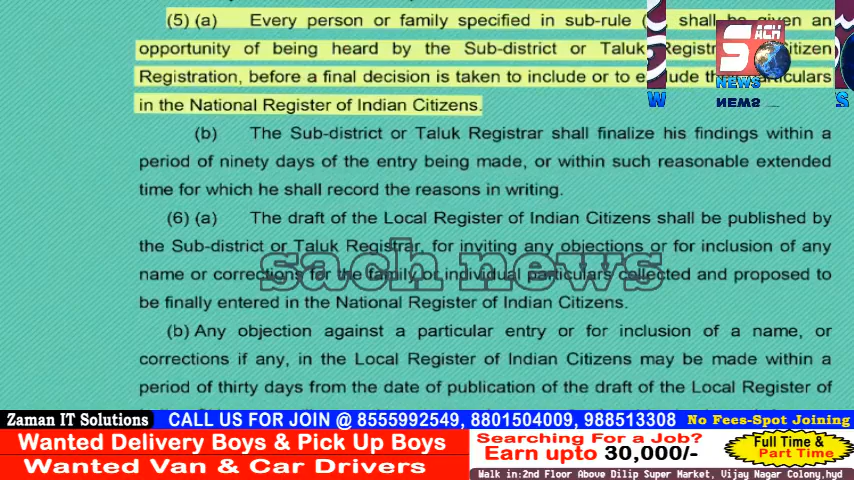 (5) (a) Every person or family specified in sub-rule ( shall be given an
opportunity of being heard by the Sub-district or Taluk Registrar Citizen
Registration, before a final decision is taken to include or to exclude their particulars
in the National Register of Indian Citizens.
(b) The Sub-district or Taluk Registrar shall finalize his findings within a
period of ninety days of the entry being made, or within such reasonable extended
time for which he shall record the reasons in writing.
(6) (a) The draft of the Local Register of Indian Citizens shall be published by
the Sub-district or Taluk Registrar, for inviting any objections or for inclusion of any
name or corrections for the family or individual particulars collected and proposed to
be finally entered in the National Register of Indian Citizens.
(b) Any objection against a particular entry or for inclusion of a name, or
corrections if any, in the Local Register of Indian Citizens may be made within a
period of thirty days from the date of publication of the draft of the Local Register of
SACH
NEWS
sach news
Zaman IT Solutions CALL US FOR JOIN @ 8555992549, 8801504009, 988513308 No Fees-Spot Joining
Wanted Delivery Boys & Pick Up Boys
Wanted Van & Car Drivers
Searching For a Job?
Earn upto 30,000/-
Full Time &
Part Time
Walk in:2nd Floor Above Dilip Super Market, Vijay Nagar Colony,hyd